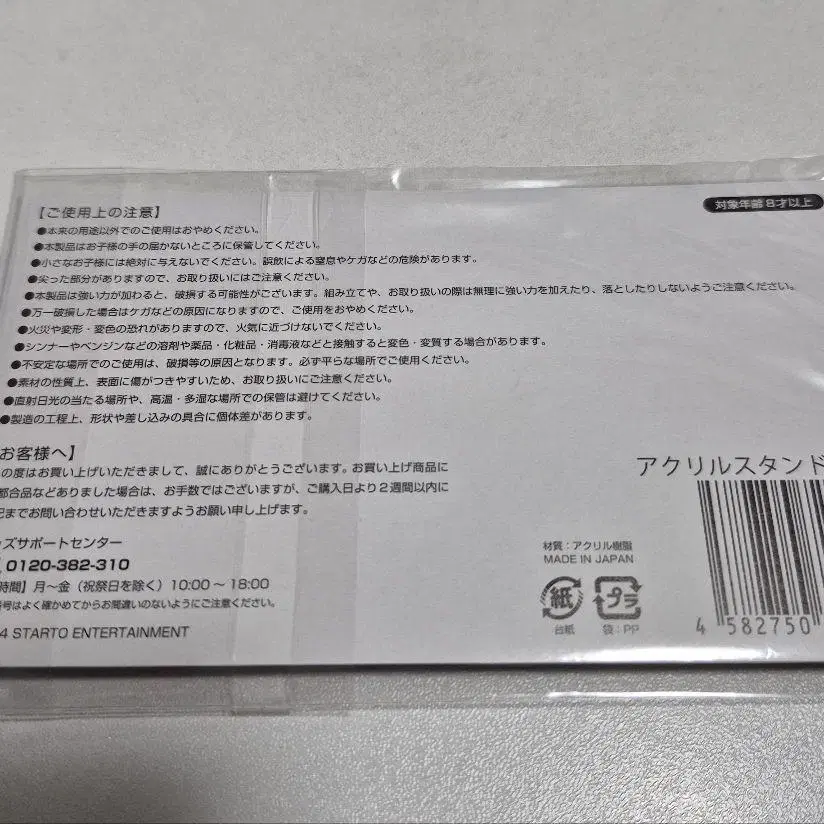 【ご使用上の注意】
対象年齢8才以上
●本来の用途以外でのご使用はおやめください。
●本製品はお子様の手の届かないところに保管してください。
●小さなお子様には絶対に与えないでください。誤飲による窒息やケガなどの危険があります。
●尖った部分がありますので、お取り扱いにはご注意ください。
●本製品は強い力が加わると、破損する可能性がございます。組み立てや、お取り扱いの際は無理に強い力を加えたり、落としたりしないようご注意ください。
●万一破損した場合はケガなどの原因になりますので、ご使用をおやめください。
●火災や変形・変色の恐れがありますので、火気に近づけないでください。
●シンナーやベンジンなどの溶剤や薬品・化粧品・消毒液などと接触すると変色・変質する場合があります。
●不安定な場所でのご使用は、破損等の原因となります。必ず平らな場所でご使用ください。
●素材の性質上、表面に傷がつきやすいため、お取り扱いにご注意ください。
●直射日光の当たる場所や、高温・多湿な場所での保管は避けてください。
●製造の工程上、形状や差し込みの具合に個体差があります。
お客様へ】
の度はお買い上げいただきまして、誠にありがとうございます。お買い上げ商品に
都合品などありました場合は、お手数ではございますが、ご購入日より2週間以内に
記までお問い合わせいただきますようお願い申し上げます。
ズサポートセンター
0120-382-310
時間】月～金（祝祭日を除く）10:00～18:00
番号はよく確かめてからお間違いのないようにご注意ください。
4 STARTO ENTERTAINMENT
アクリルスタンド
材質：アクリル樹脂
MADE IN JAPAN
紙
プラ
台紙
袋：PP
4 582750